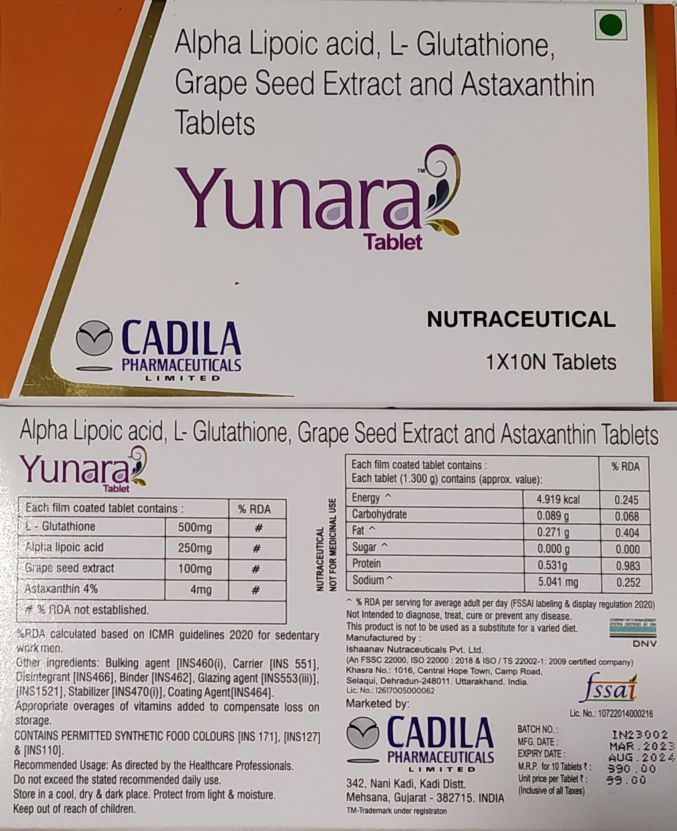 Alpha Lipoic acid, L- Glutathione,
Grape Seed Extract and Astaxanthin
Tablets
Yunara™
Tablet
NUTRACEUTICAL
1X10N Tablets
CADILA
PHARMACEUTICALS
LIMITED
Alpha Lipoic acid, L- Glutathione, Grape Seed Extract and Astaxanthin Tablets
Yunara
Tablet
Each film coated tablet contains : % RDA
L - Glutathione 500mg #
Alpha lipoic acid 250mg #
Grape seed extract 100mg #
Astaxanthin 4% 4mg #
# % RDA not established.
%RDA calculated based on ICMR guidelines 2020 for sedentary
work men.
Other ingredients: Bulking agent [INS460(i), Carrier [INS 551],
Disintegrant [INS466], Binder [INS462], Glazing agent [INS553(iii)],
[INS1521], Stabilizer [INS470(i)], Coating Agent[INS464].
Appropriate overages of vitamins added to compensate loss on
storage.
CONTAINS PERMITTED SYNTHETIC FOOD COLOURS [INS 171], [INS127]
& [INS110].
Recommended Usage: As directed by the Healthcare Professionals.
Do not exceed the stated recommended daily use.
Store in a cool, dry & dark place. Protect from light & moisture.
Keep out of reach of children.
NUTRACEUTICAL
NOT FOR MEDICINAL USE
Each film coated tablet contains : % RDA
Each tablet (1.300 g) contains (approx. value):
Energy ^ 4.919 kcal 0.245
Carbohydrate 0.089 g 0.068
Fat ^ 0.271 g 0.404
Sugar ^ 0.000 g 0.000
Protein 0.531g 0.983
Sodium ^ 5.041 mg 0.252
^ % RDA per serving for average adult per day (FSSAI labeling & display regulation 2020)
Not Intended to diagnose, treat, cure or prevent any disease.
This product is not to be used as a substitute for a varied diet.
Manufactured by :
Ishaanav Nutraceuticals Pvt. Ltd.
(An FSSC 22000, ISO 22000 : 2018 & ISO / TS 22002-1: 2009 certified company)
Khasra No.: 1016, Central Hope Town, Camp Road,
Selaqui, Dehradun-248011. Uttarakhand. India.
Lic. No.: 12617005000062
DNV
fssai
Lic. No.: 10722014000216
Marketed by:
CADILA
PHARMACEUTICALS
LIMITED
342, Nani Kadi, Kadi Distt.
Mehsana, Gujarat - 382715. INDIA
TM-Trademark under registraton
BATCH NO. : IN23002
MFG. DATE : MAR.2023
EXPIRY DATE : AUG.2024
M.R.P. for 10 Tablets ₹ : 990.00
Unit price per Tablet ₹ : 99.00
(Inclusive of all Taxes)